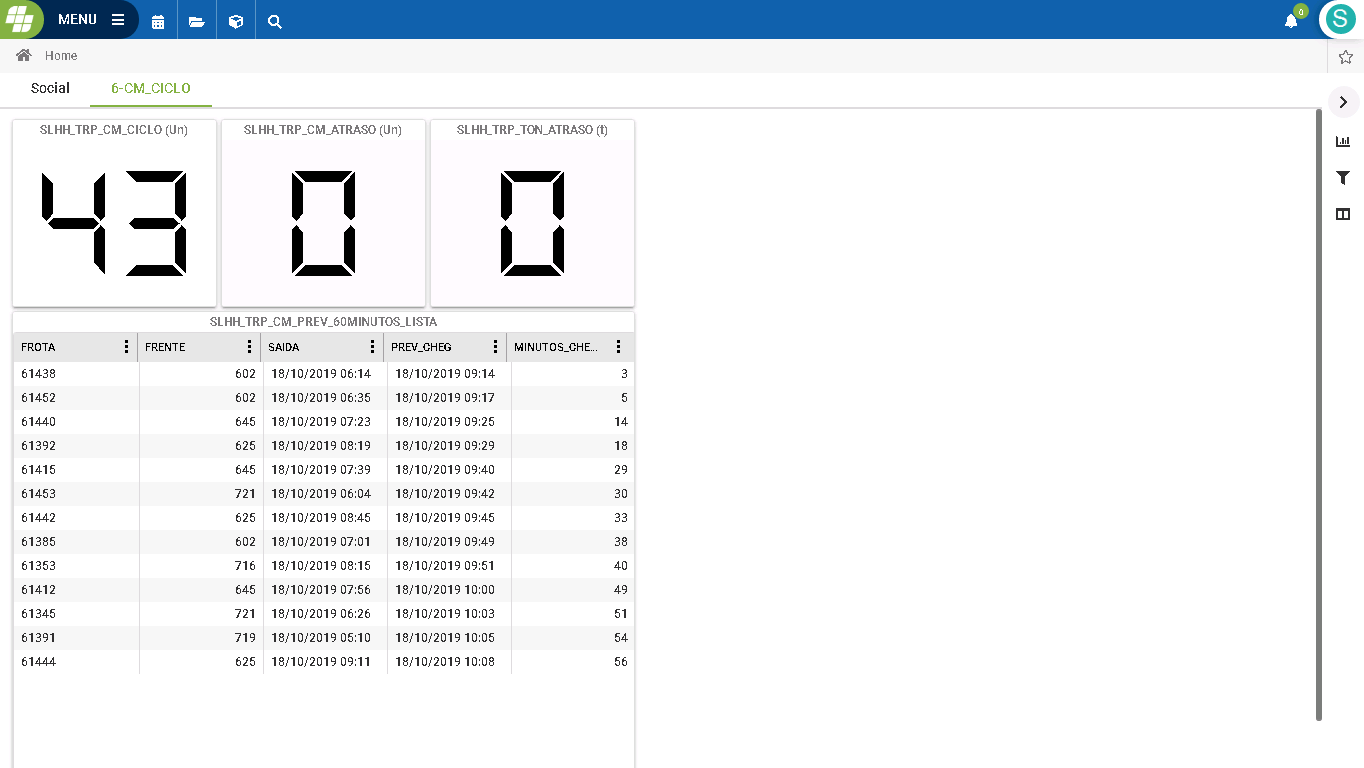 MENU
0
S
Home
Social 6-CM_CICLO
SLHH_TRP_CM_CICLO (Un) SLHH_TRP_CM_ATRASO (Un) SLHH_TRP_TON_ATRASO (t)
43 0 0
SLHH_TRP_CM_PREV_60MINUTOS_LISTA
FROTA FRENTE SAIDA PREV_CHEG MINUTOS_CHE...
61438 602 18/10/2019 06:14 18/10/2019 09:14 3
61452 602 18/10/2019 06:35 18/10/2019 09:17 5
61440 645 18/10/2019 07:23 18/10/2019 09:25 14
61392 625 18/10/2019 08:19 18/10/2019 09:29 18
61415 645 18/10/2019 07:39 18/10/2019 09:40 29
61453 721 18/10/2019 06:04 18/10/2019 09:42 30
61442 625 18/10/2019 08:45 18/10/2019 09:45 33
61385 602 18/10/2019 07:01 18/10/2019 09:49 38
61353 716 18/10/2019 08:15 18/10/2019 09:51 40
61412 645 18/10/2019 07:56 18/10/2019 10:00 49
61345 721 18/10/2019 06:26 18/10/2019 10:03 51
61391 719 18/10/2019 05:10 18/10/2019 10:05 54
61444 625 18/10/2019 09:11 18/10/2019 10:08 56